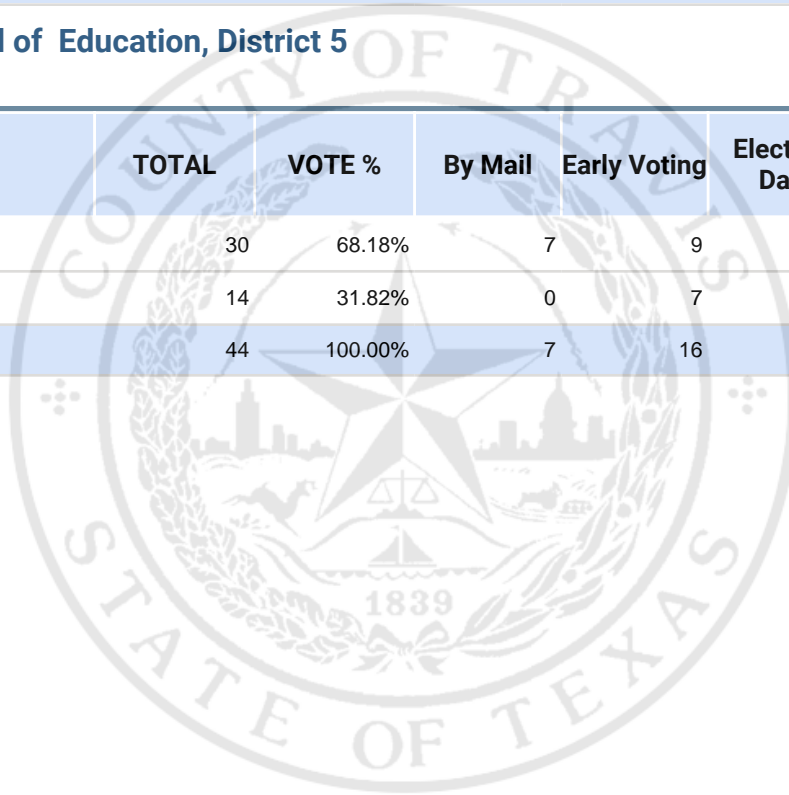 of Education, District 5
TOTAL VOTE % By Mail Early Voting
30 68.18% 7 9
14 31.82% 0 7
44 100.00% 7 16
COUNTY OF TRAVIS
1839
STATE OF TEXAS